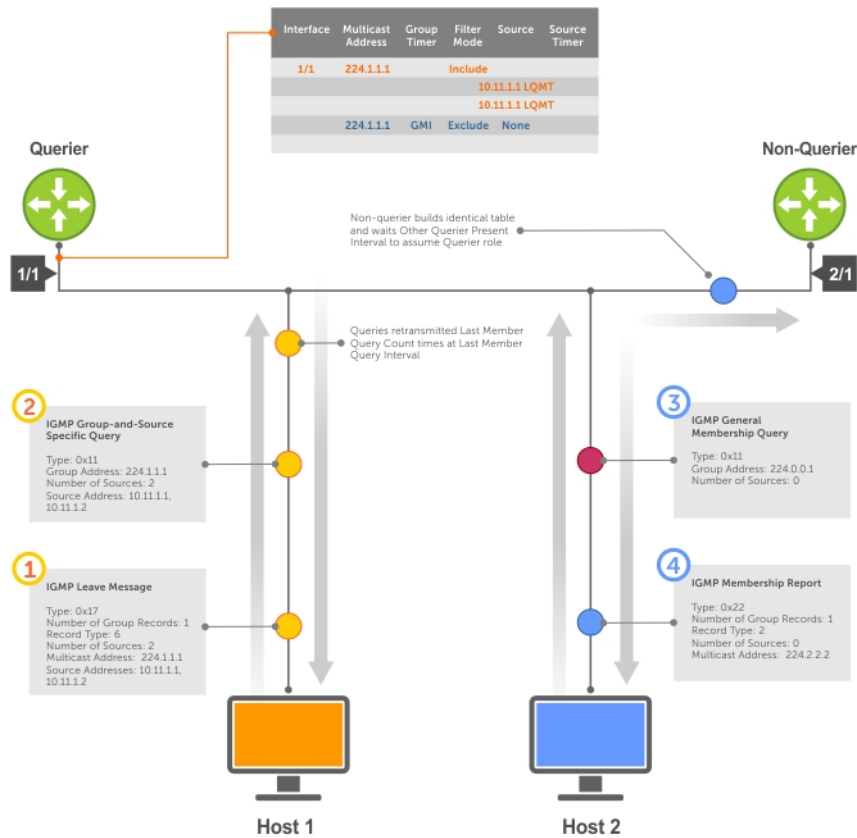 Interface Multicast Address Group Timer Filter Mode Source Source Timer
1/1 224.1.1.1 Include
10.11.1.1 LQMT
10.11.1.1 LQMT
224.1.1.1 GMI Exclude None
Querier
Non-Querier
Non-querier builds identical table
and waits Other Querier Present
Interval to assume Querier role
1/1
2/1
Queries retransmitted Last Member
Query Count times at Last Member
Query Interval
2
IGMP Group-and-Source
Specific Query
Type: 0x11
Group Address: 224.1.1.1
Number of Sources: 2
Source Address: 10.11.1.1,
10.11.1.2
3
IGMP General
Membership Query
Type: 0x11
Group Address: 224.0.0.1
Number of Sources: 0
1
IGMP Leave Message
Type: 0x17
Number of Group Records: 1
Record Type: 6
Number of Sources: 2
Multicast Address: 224.1.1.1
Source Addresses: 10.11.1.1,
10.11.1.2
4
IGMP Membership Report
Type: 0x22
Number of Group Records: 1
Record Type: 2
Number of Sources: 0
Multicast Address: 224.2.2.2
Host 1
Host 2